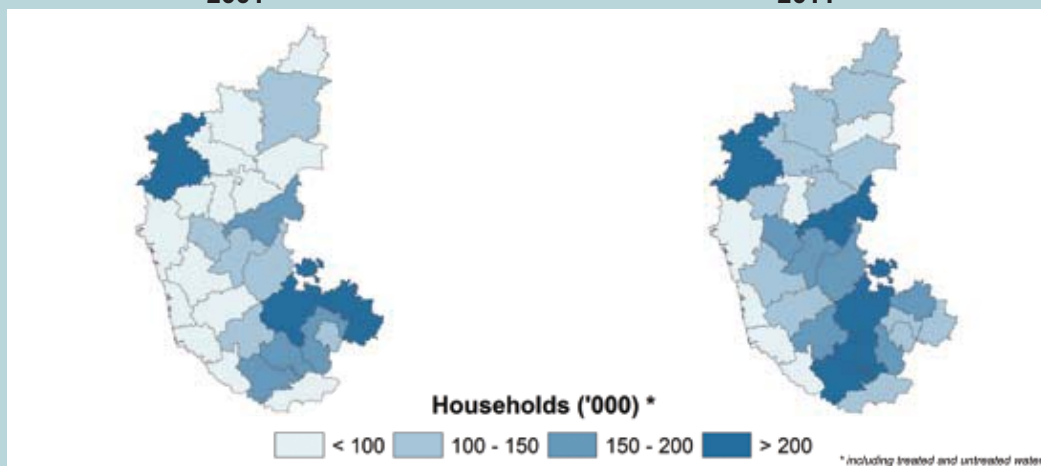 Households ('000) *
< 100 100 - 150 150 - 200 > 200
* including treated and untreated water